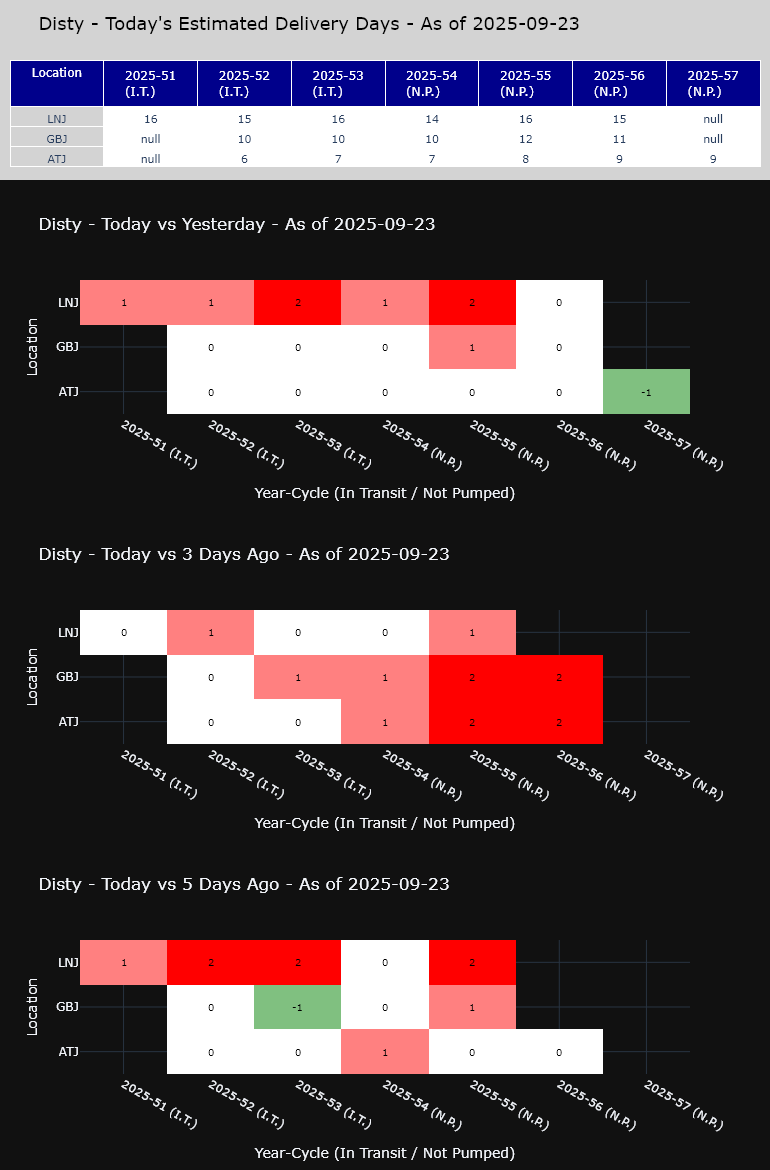 Disty - Today's Estimated Delivery Days - As of 2025-09-23
Location 2025-51 (I.T.) 2025-52 (I.T.) 2025-53 (I.T.) 2025-54 (N.P.) 2025-55 (N.P.) 2025-56 (N.P.) 2025-57 (N.P.)
LNJ 16 15 16 14 16 15 null
GBJ null 10 10 10 12 11 null
ATJ null 6 7 7 8 9 9
Disty - Today vs Yesterday - As of 2025-09-23
Location
LNJ 1 1 2 1 2 0
GBJ 0 0 0 1 0
ATJ 0 0 0 0 0 -1
2025-51 (I.T.) 2025-52 (I.T.) 2025-53 (I.T.) 2025-54 (N.P.) 2025-55 (N.P.) 2025-56 (N.P.) 2025-57 (N.P.)
Year-Cycle (In Transit / Not Pumped)
Disty - Today vs 3 Days Ago - As of 2025-09-23
Location
LNJ 0 1 0 0 1
GBJ 0 1 1 2 2
ATJ 0 0 1 2 2
2025-51 (I.T.) 2025-52 (I.T.) 2025-53 (I.T.) 2025-54 (N.P.) 2025-55 (N.P.) 2025-56 (N.P.) 2025-57 (N.P.)
Year-Cycle (In Transit / Not Pumped)
Disty - Today vs 5 Days Ago - As of 2025-09-23
Location
LNJ 1 2 2 0 2
GBJ 0 -1 0 1
ATJ 0 0 1 0 0
2025-51 (I.T.) 2025-52 (I.T.) 2025-53 (I.T.) 2025-54 (N.P.) 2025-55 (N.P.) 2025-56 (N.P.) 2025-57 (N.P.)
Year-Cycle (In Transit / Not Pumped)